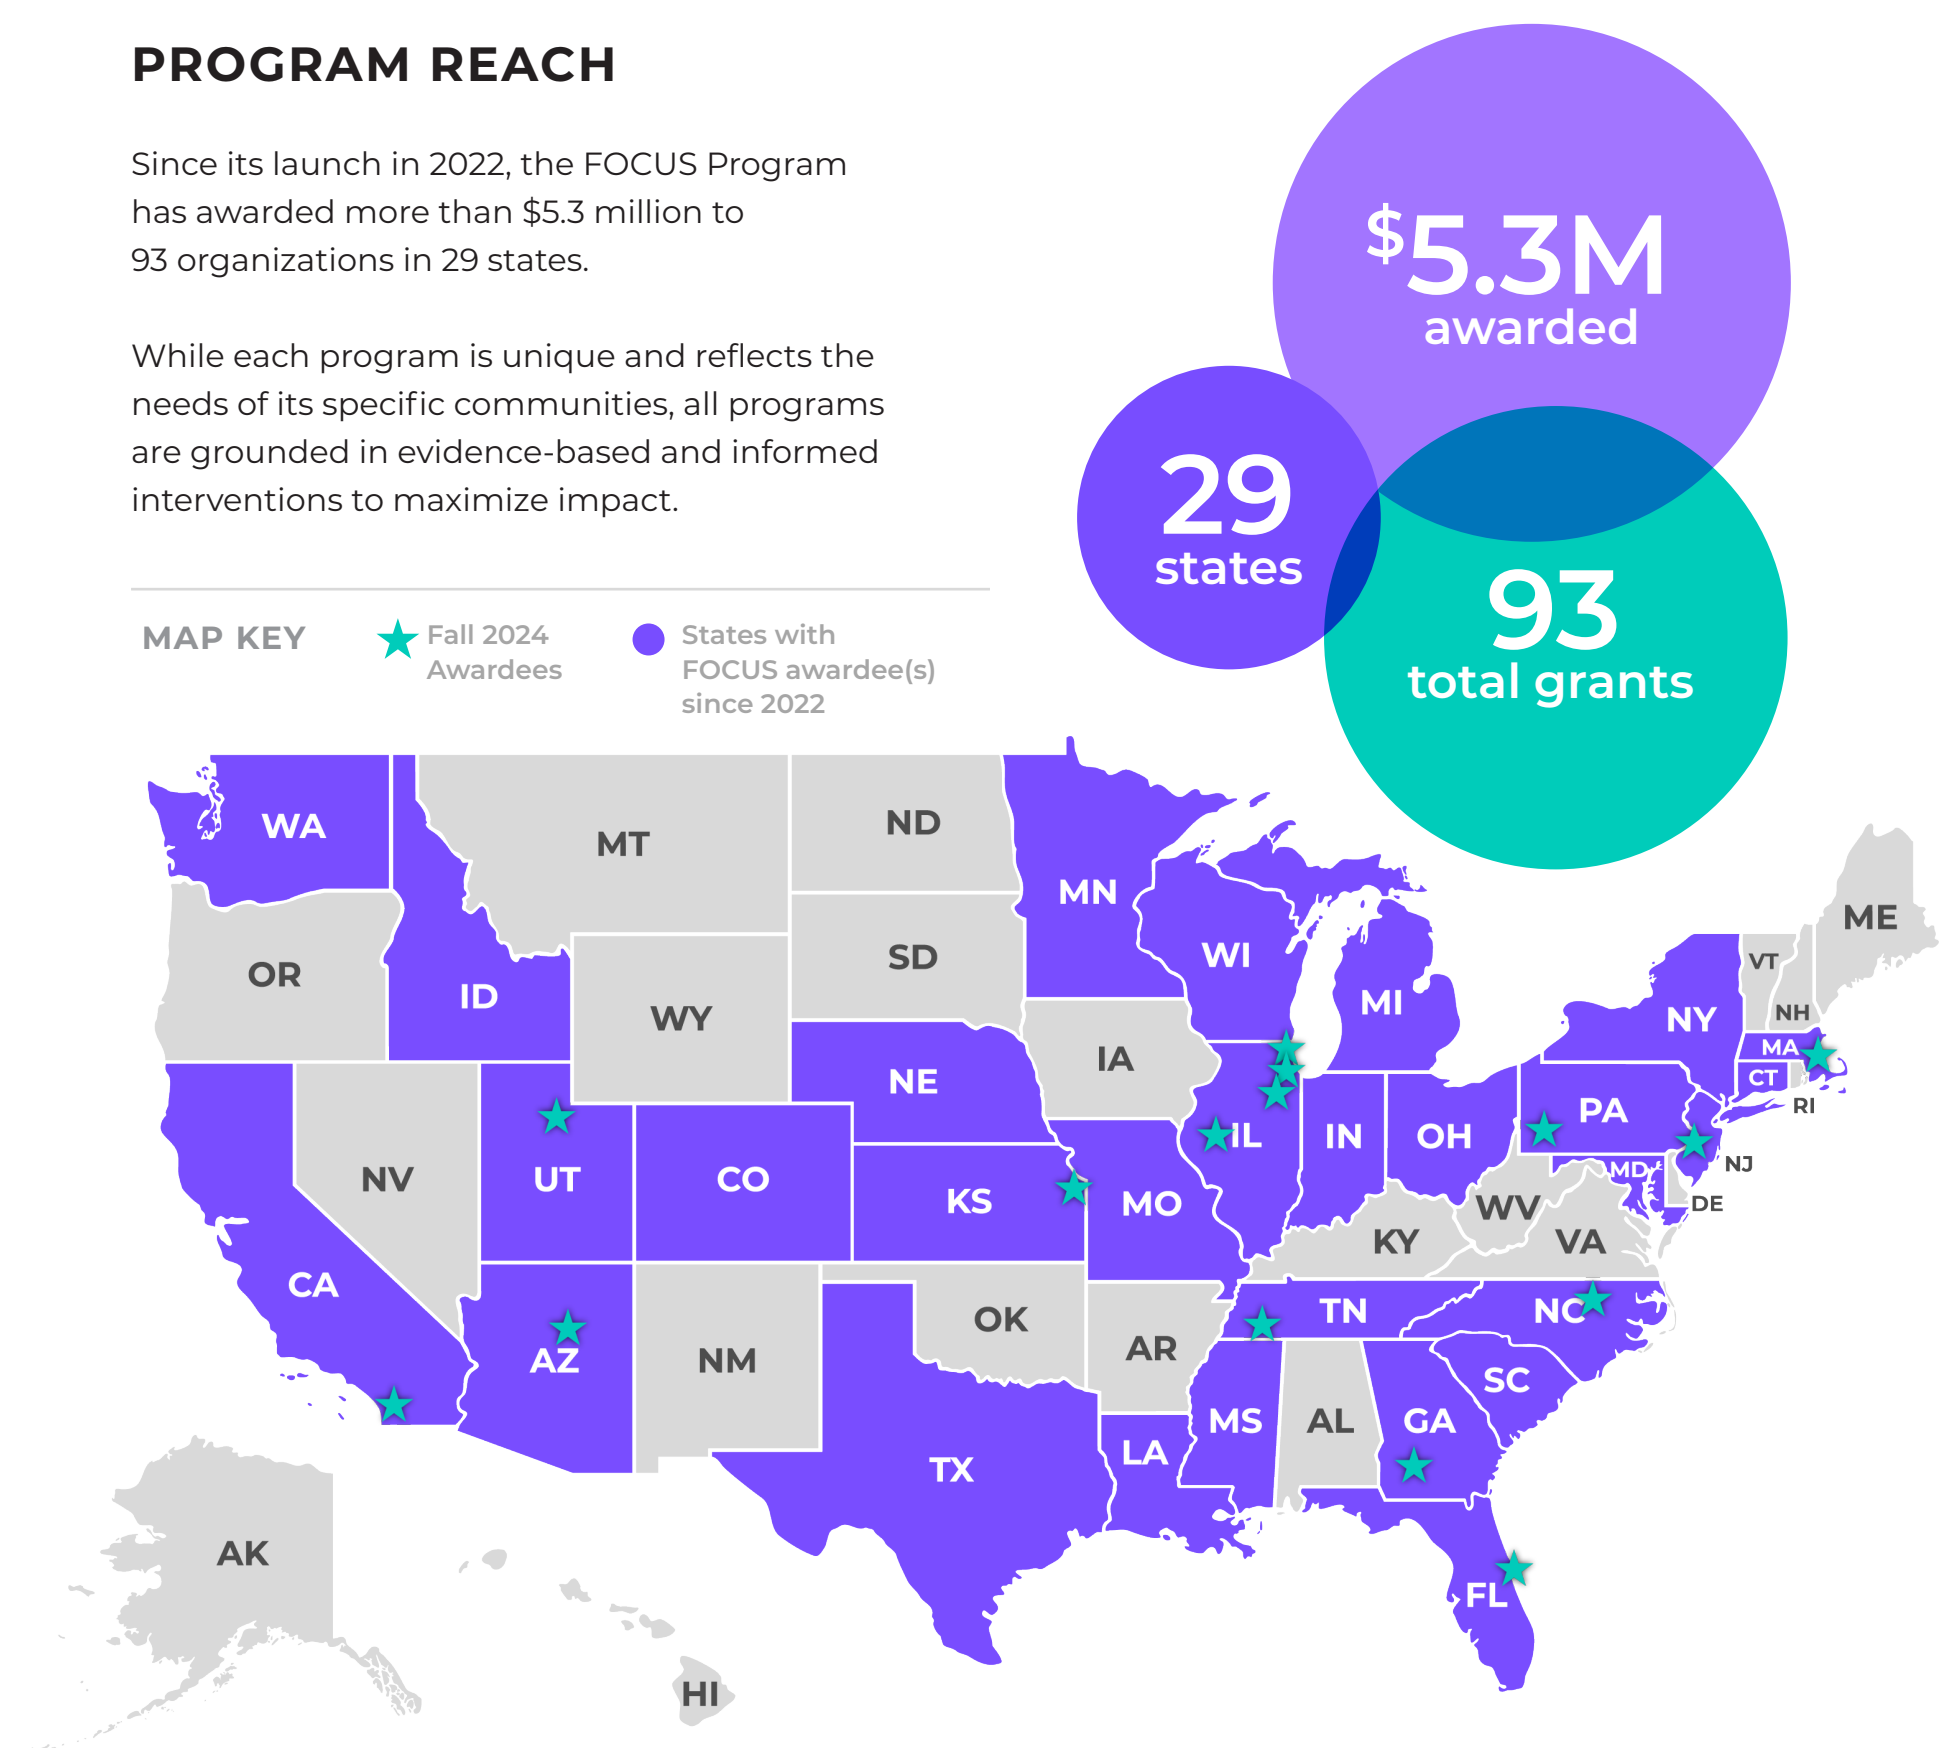 PROGRAM REACH
Since its launch in 2022, the FOCUS Program
has awarded more than $5.3 million to
93 organizations in 29 states.
While each program is unique and reflects the
needs of its specific communities, all programs
are grounded in evidence-based and informed
interventions to maximize impact.
$5.3M
awarded
29
states
93
total grants
MAP KEY
Fall 2024
Awardees
States with
FOCUS awardee(s)
since 2022
WA
MT
ND
MN
OR
ID
WY
SD
WI
MI
ME
VT
NH
NY
MA
CT
RI
NE
IA
PA
NV
UT
CO
KS
MO
IL
IN
OH
NJ
MD
DE
WV
VA
KY
CA
AZ
NM
OK
AR
TN
NC
SC
TX
LA
MS
AL
GA
FL
AK
HI